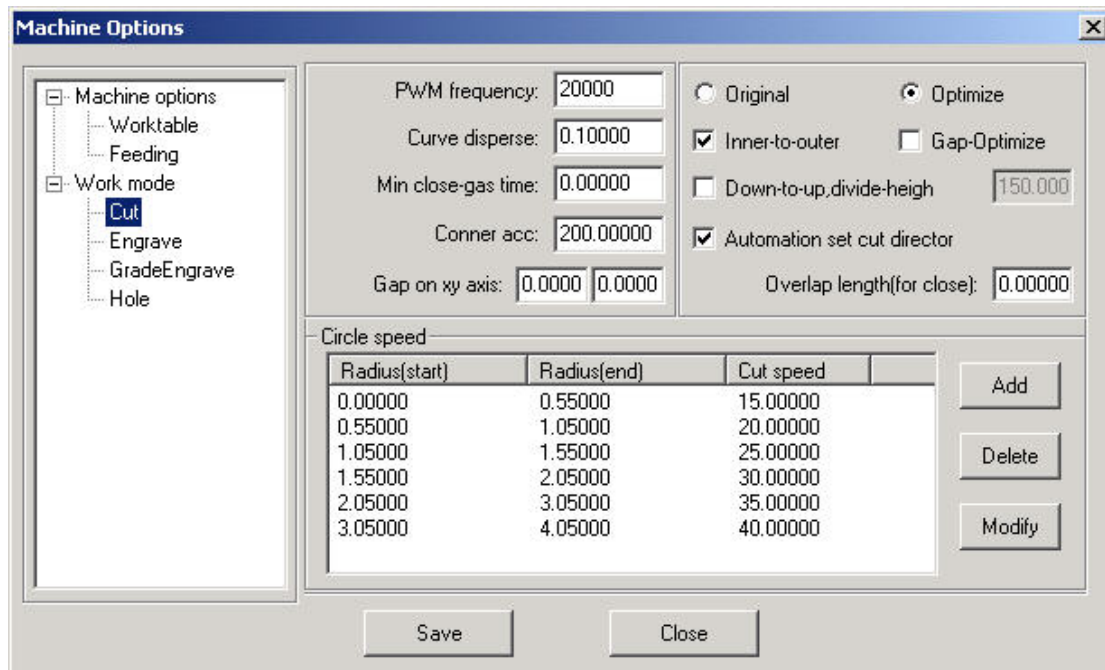 Machine Options
Machine options
Worktable
Feeding
Work mode
Cut
Engrave
GradeEngrave
Hole
PWM frequency: 20000
Curve disperse: 0.10000
Min close-gas time: 0.00000
Conner acc: 200.00000
Gap on xy axis: 0.0000 0.0000
Original Optimize
Inner-to-outer Gap-Optimize
Down-to-up,divide-heigh 150.000
Automation set cut director
Overlap length(for close): 0.00000
Circle speed
Radius(start) Radius(end) Cut speed
0.00000 0.55000 15.00000
0.55000 1.05000 20.00000
1.05000 1.55000 25.00000
1.55000 2.05000 30.00000
2.05000 3.05000 35.00000
3.05000 4.05000 40.00000
Add
Delete
Modify
Save Close